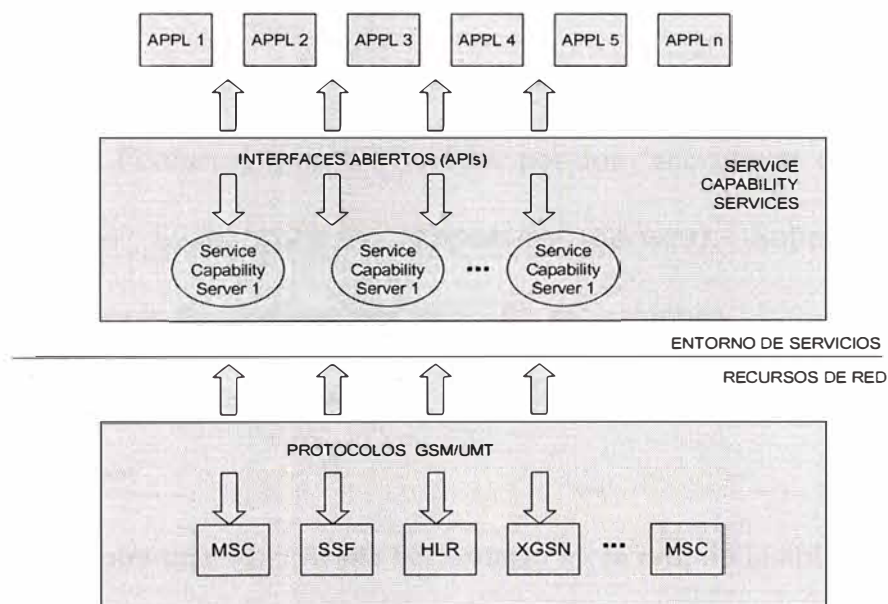 APPL 1 APPL 2 APPL 3 APPL 4 APPL 5 APPL n
INTERFACES ABIERTOS (APIs)
SERVICE
CAPABILITY
SERVICES
Service
Capability
Server 1
Service
Capability
Server 1
...
Service
Capability
Server 1
ENTORNO DE SERVICIOS
RECURSOS DE RED
PROTOCOLOS GSM/UMT
MSC SSF HLR XGSN ... MSC